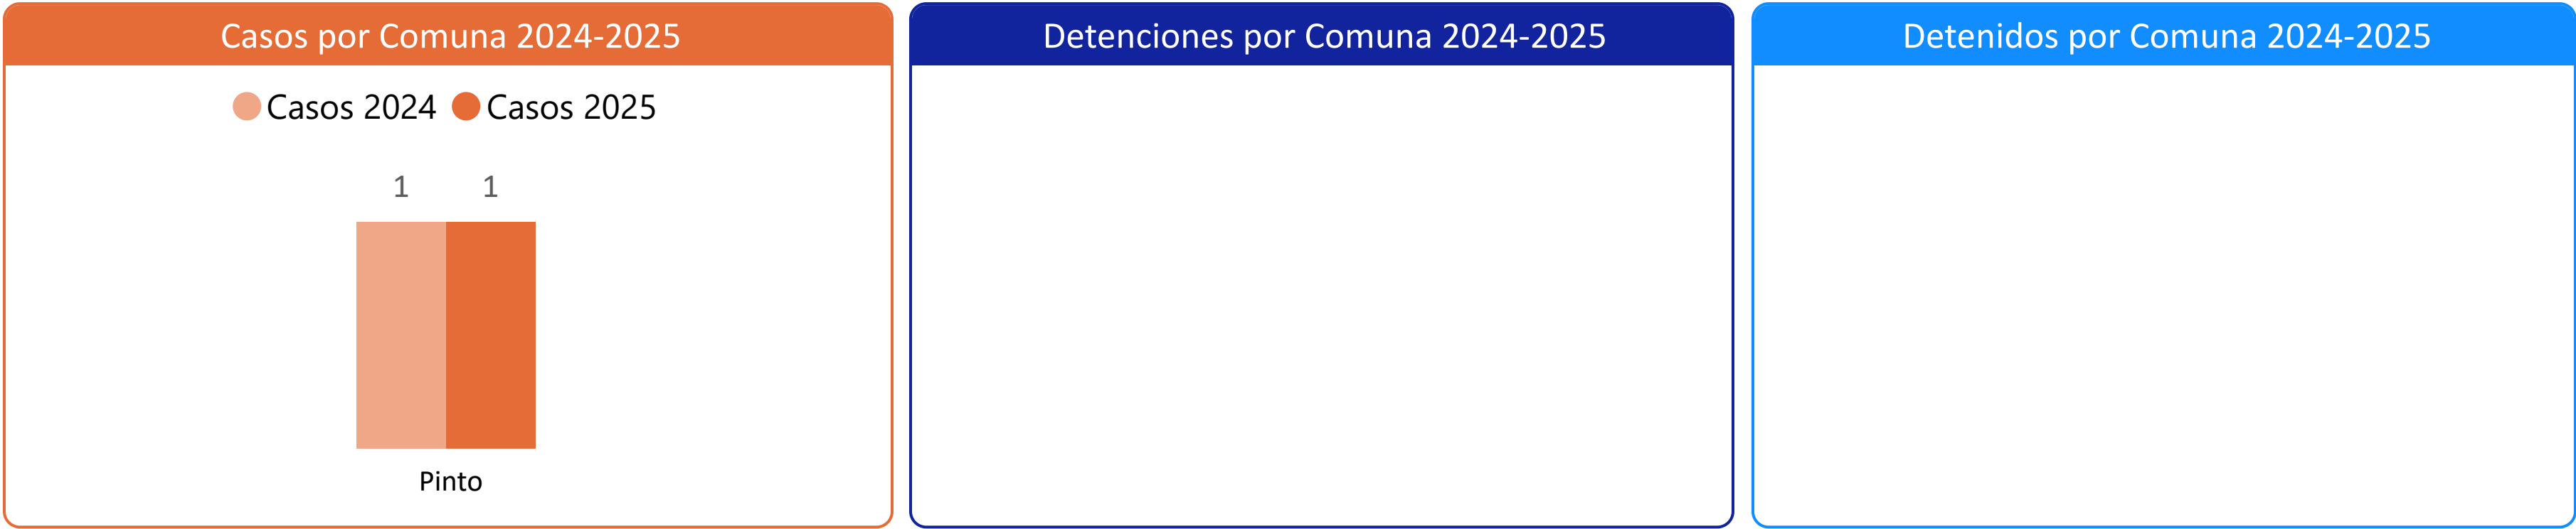 Casos por Comuna 2024-2025
Casos 2024 Casos 2025
1 1
Pinto
Detenciones por Comuna 2024-2025
Detenidos por Comuna 2024-2025